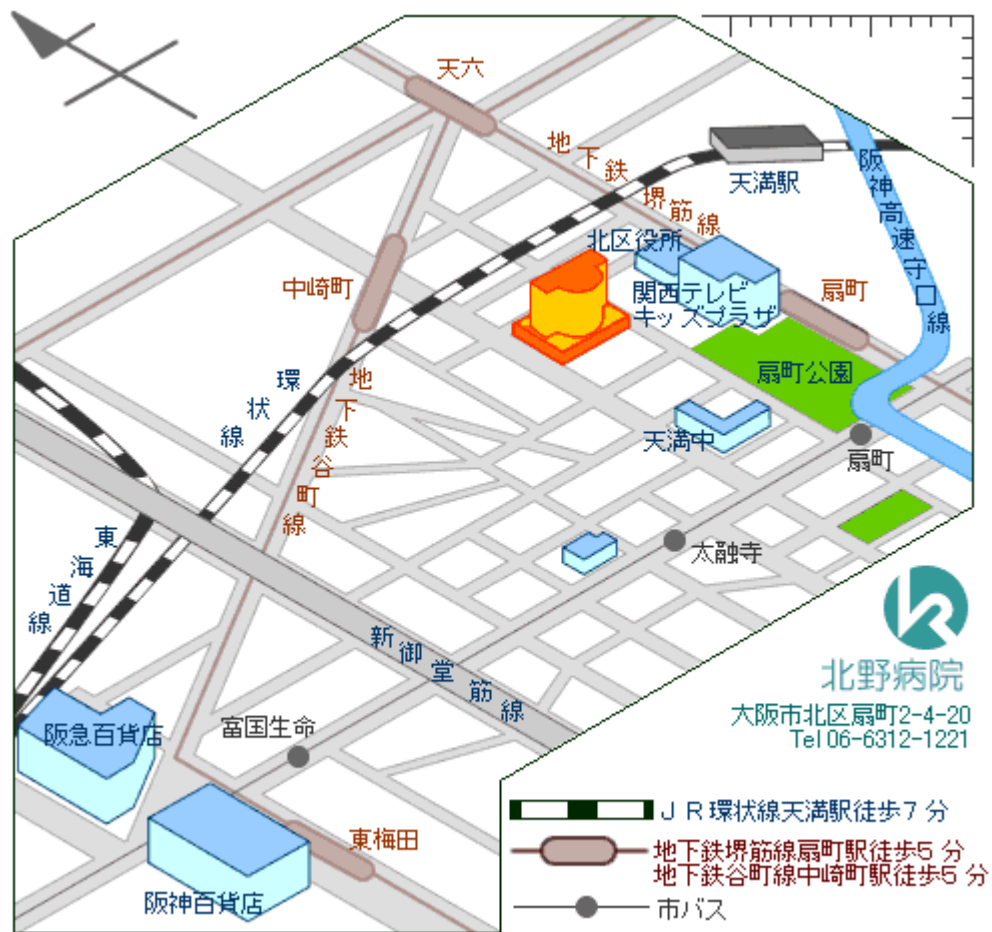 天六
地下鉄堺筋線
天満駅
阪神高速守口線
北区役所
中崎町
関西テレビ
キッズプラザ
扇町
環状線
地下鉄谷町線
扇町公園
天満中
扇町
太融寺
東海道線
新御堂筋線
北野病院
大阪市北区扇町2-4-20
Tel 06-6312-1221
阪急百貨店
富国生命
東梅田
阪神百貨店
JR環状線天満駅徒歩7分
地下鉄堺筋線扇町駅徒歩5分
地下鉄谷町線中崎町駅徒歩5分
市バス